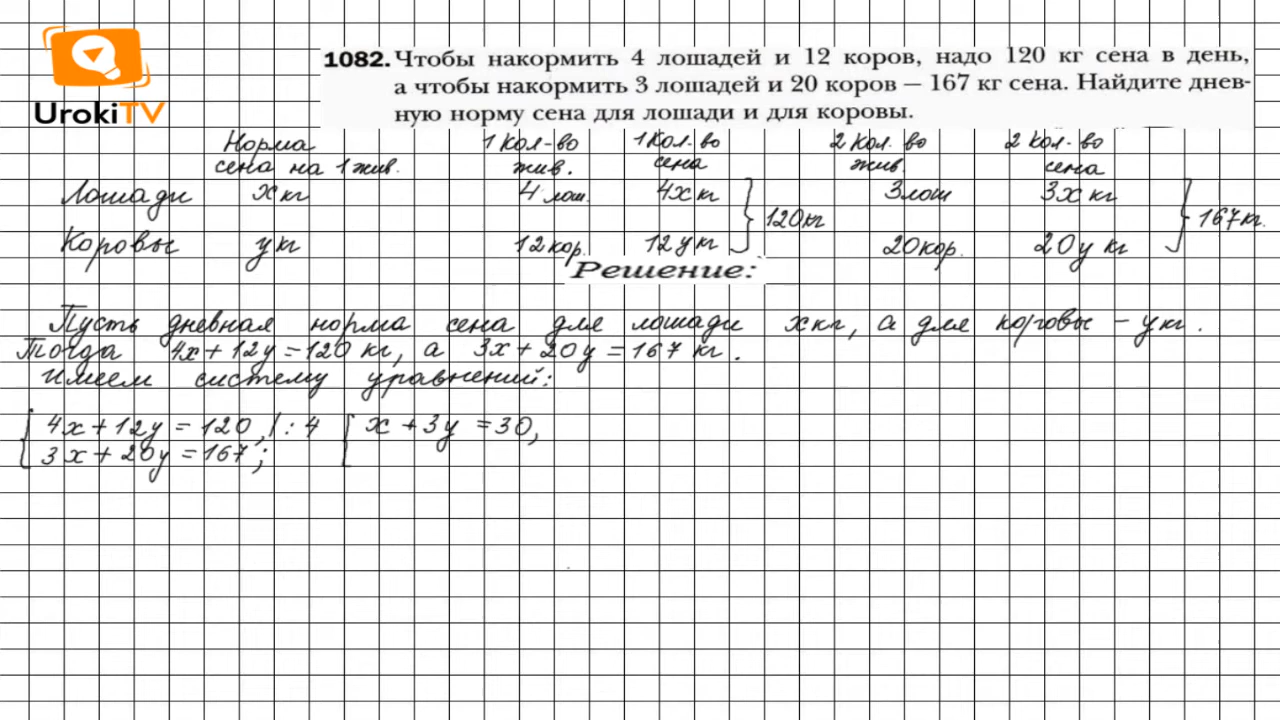 UrokiTV
1082. Чтобы накормить 4 лошадей и 12 коров, надо 120 кг сена в день,
а чтобы накормить 3 лошадей и 20 коров — 167 кг сена. Найдите днев-
ную норму сена для лошади и для коровы.
Норма 1 Кол-во 1 Кол-во 2 Кол. во 2 кол-во
сена на 1 жив. жив. сена жив. сена
Лошади x кг 4 лош. 4x кг 3 лош 3x кг
120 кг 167 кг.
Коровы y кг 12 кор. 12 y кг 20 кор. 20 y кг
Решение:
Пусть дневная норма сена для лошади x кг, а для коровы – y кг.
Тогда 4x + 12y = 120 кг, а 3x + 20y = 167 кг.
Имеем систему уравнений:
4x + 12y = 120, | : 4 x + 3y = 30,
3x + 20y = 167;